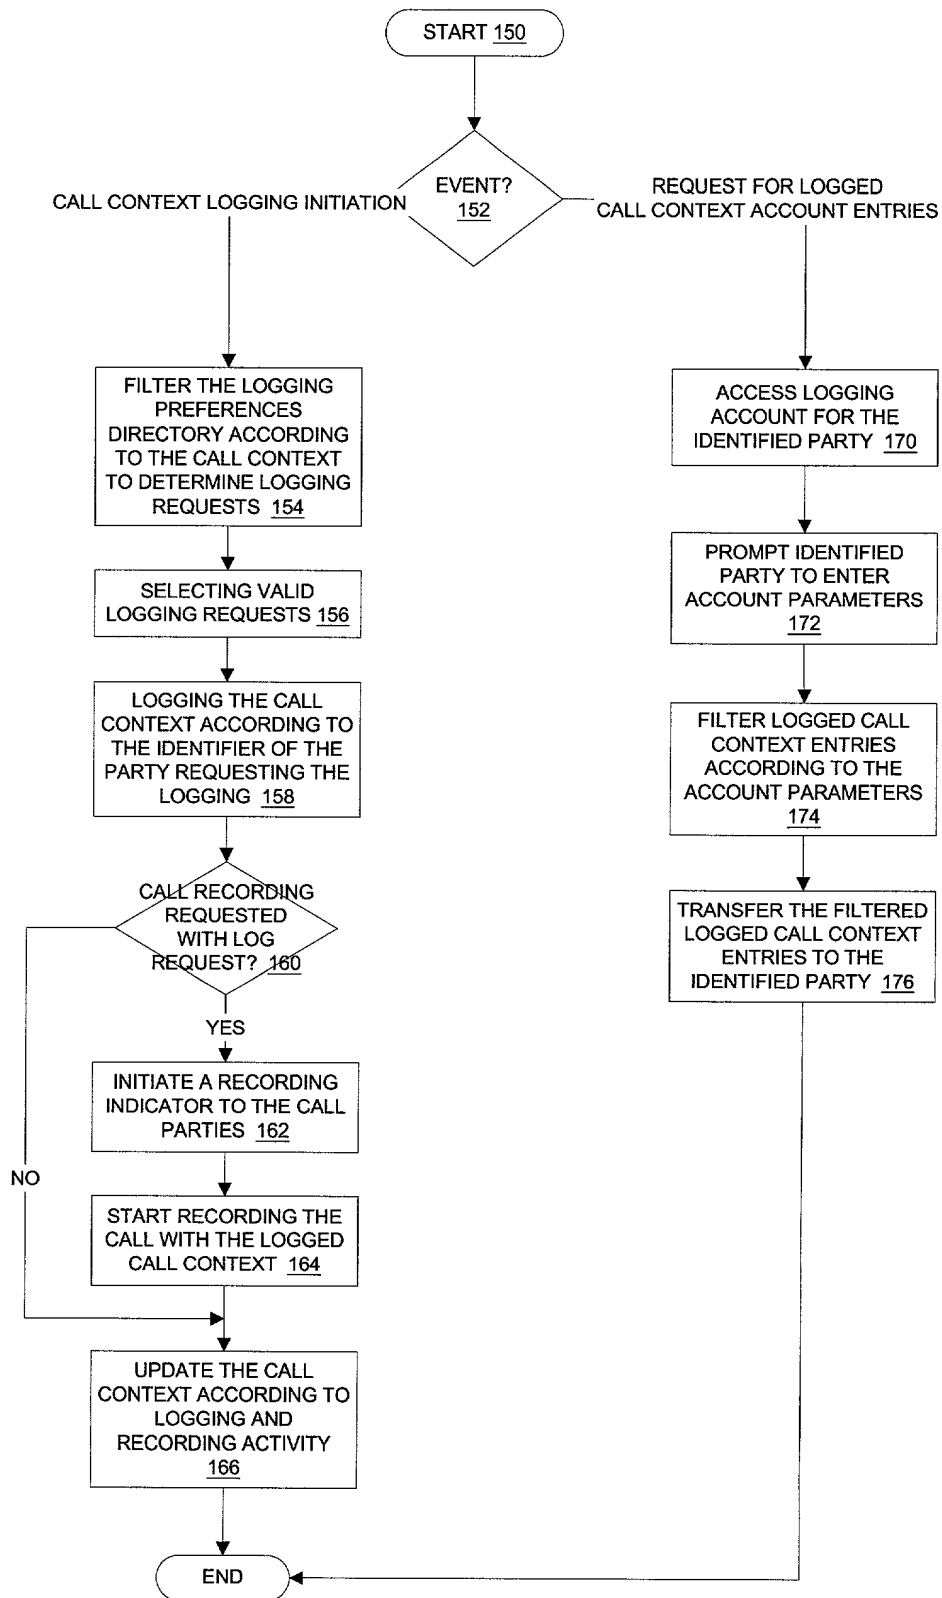 START 150
EVENT?
152
CALL CONTEXT LOGGING INITIATION
REQUEST FOR LOGGED
CALL CONTEXT ACCOUNT ENTRIES
FILTER THE LOGGING
PREFERENCES
DIRECTORY ACCORDING
TO THE CALL CONTEXT
TO DETERMINE LOGGING
REQUESTS 154
SELECTING VALID
LOGGING REQUESTS 156
LOGGING THE CALL
CONTEXT ACCORDING TO
THE IDENTIFIER OF THE
PARTY REQUESTING THE
LOGGING 158
CALL RECORDING
REQUESTED
WITH LOG
REQUEST? 160
YES
INITIATE A RECORDING
INDICATOR TO THE CALL
PARTIES 162
NO
START RECORDING THE
CALL WITH THE LOGGED
CALL CONTEXT 164
UPDATE THE CALL
CONTEXT ACCORDING TO
LOGGING AND
RECORDING ACTIVITY
166
END
ACCESS LOGGING
ACCOUNT FOR THE
IDENTIFIED PARTY 170
PROMPT IDENTIFIED
PARTY TO ENTER
ACCOUNT PARAMETERS
172
FILTER LOGGED CALL
CONTEXT ENTRIES
ACCORDING TO THE
ACCOUNT PARAMETERS
174
TRANSFER THE FILTERED
LOGGED CALL CONTEXT
ENTRIES TO THE
IDENTIFIED PARTY 176